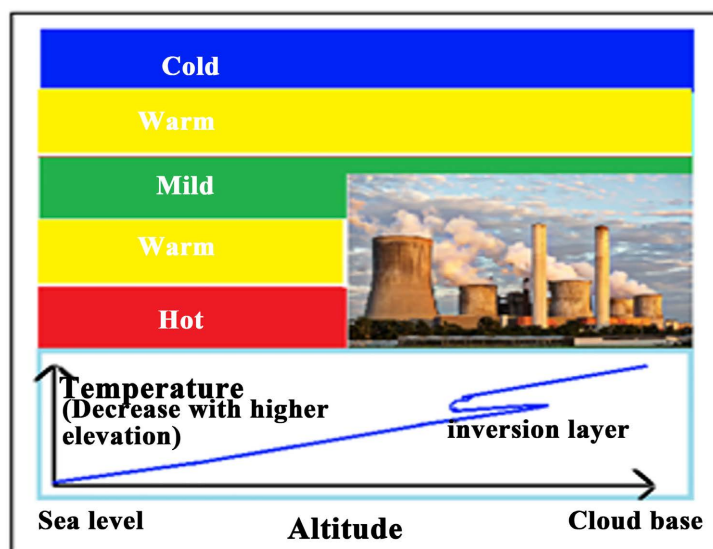 Cold
Warm
Mild
Warm
Hot
Temperature
(Decrease with higher
elevation)
inversion layer
Sea level
Altitude
Cloud base